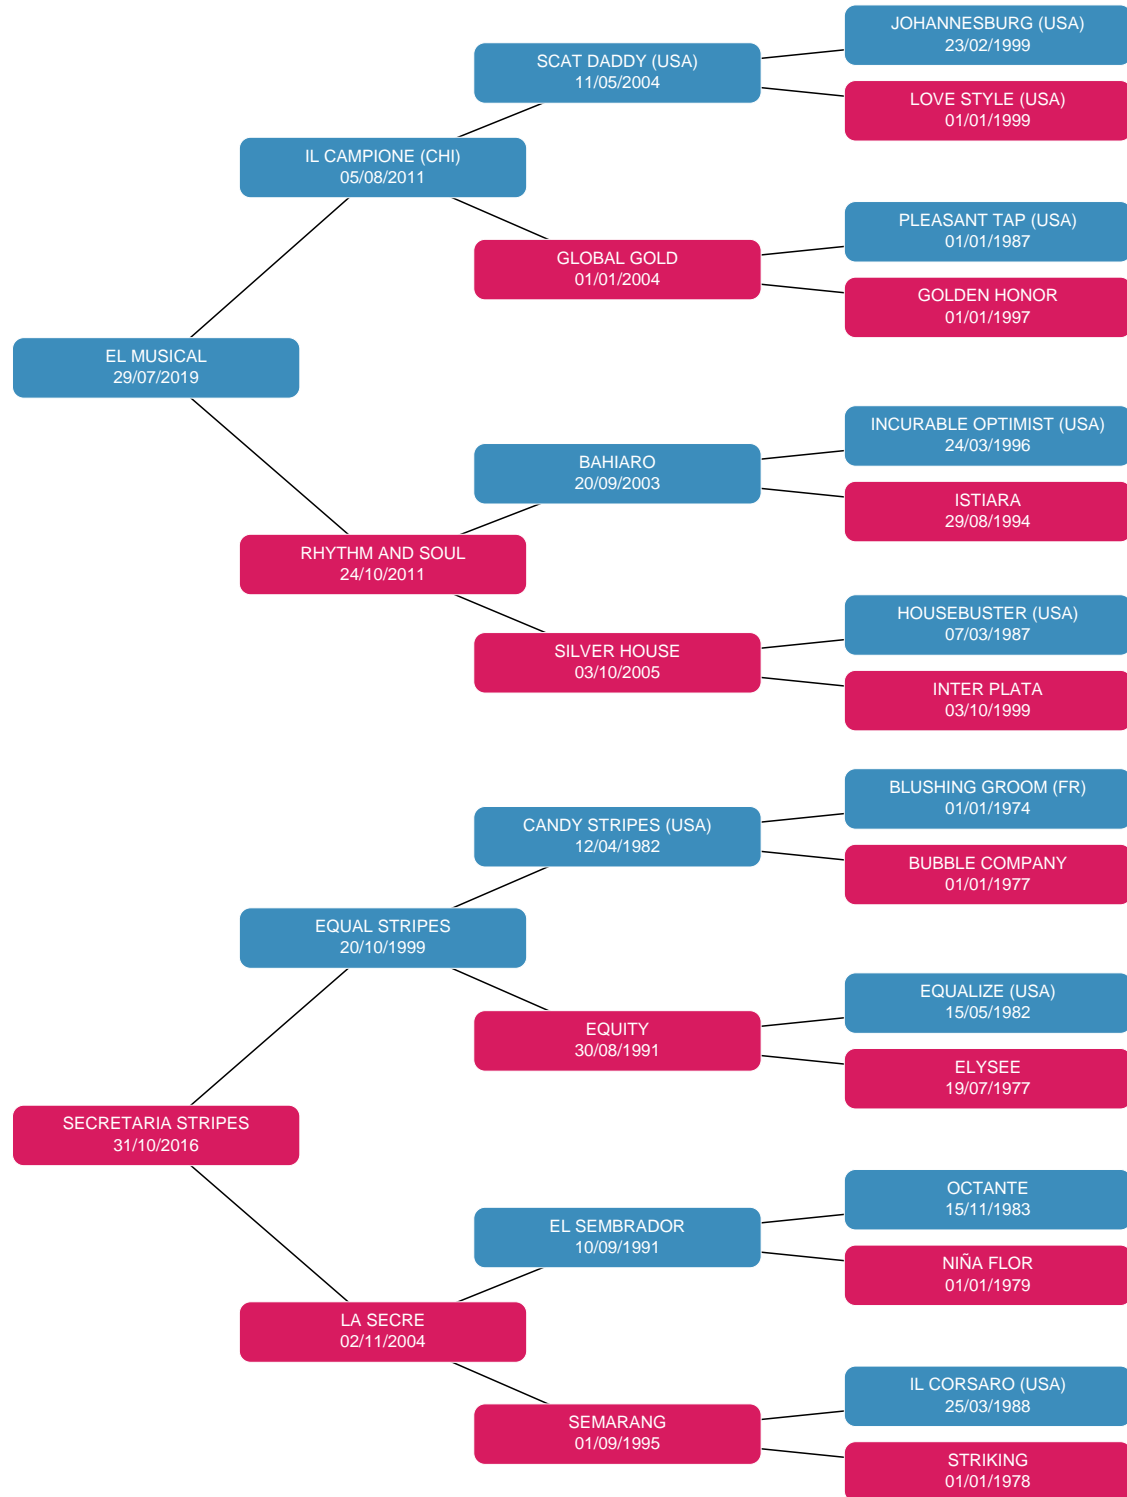 JOHANNESBURG (USA)
23/02/1999
SCAT DADDY (USA)
11/05/2004
LOVE STYLE (USA)
01/01/1999
IL CAMPIONE (CHI)
05/08/2011
PLEASANT TAP (USA)
01/01/1987
GLOBAL GOLD
01/01/2004
GOLDEN HONOR
01/01/1997
EL MUSICAL
29/07/2019
INCURABLE OPTIMIST (USA)
24/03/1996
BAHIARO
20/09/2003
ISTIARA
29/08/1994
RHYTHM AND SOUL
24/10/2011
HOUSEBUSTER (USA)
07/03/1987
SILVER HOUSE
03/10/2005
INTER PLATA
03/10/1999
BLUSHING GROOM (FR)
01/01/1974
CANDY STRIPES (USA)
12/04/1982
BUBBLE COMPANY
01/01/1977
EQUAL STRIPES
20/10/1999
EQUALIZE (USA)
15/05/1982
EQUITY
30/08/1991
ELYSEE
19/07/1977
SECRETARIA STRIPES
31/10/2016
OCTANTE
15/11/1983
EL SEMBRADOR
10/09/1991
NIÑA FLOR
01/01/1979
LA SECRE
02/11/2004
IL CORSARO (USA)
25/03/1988
SEMARANG
01/09/1995
STRIKING
01/01/1978